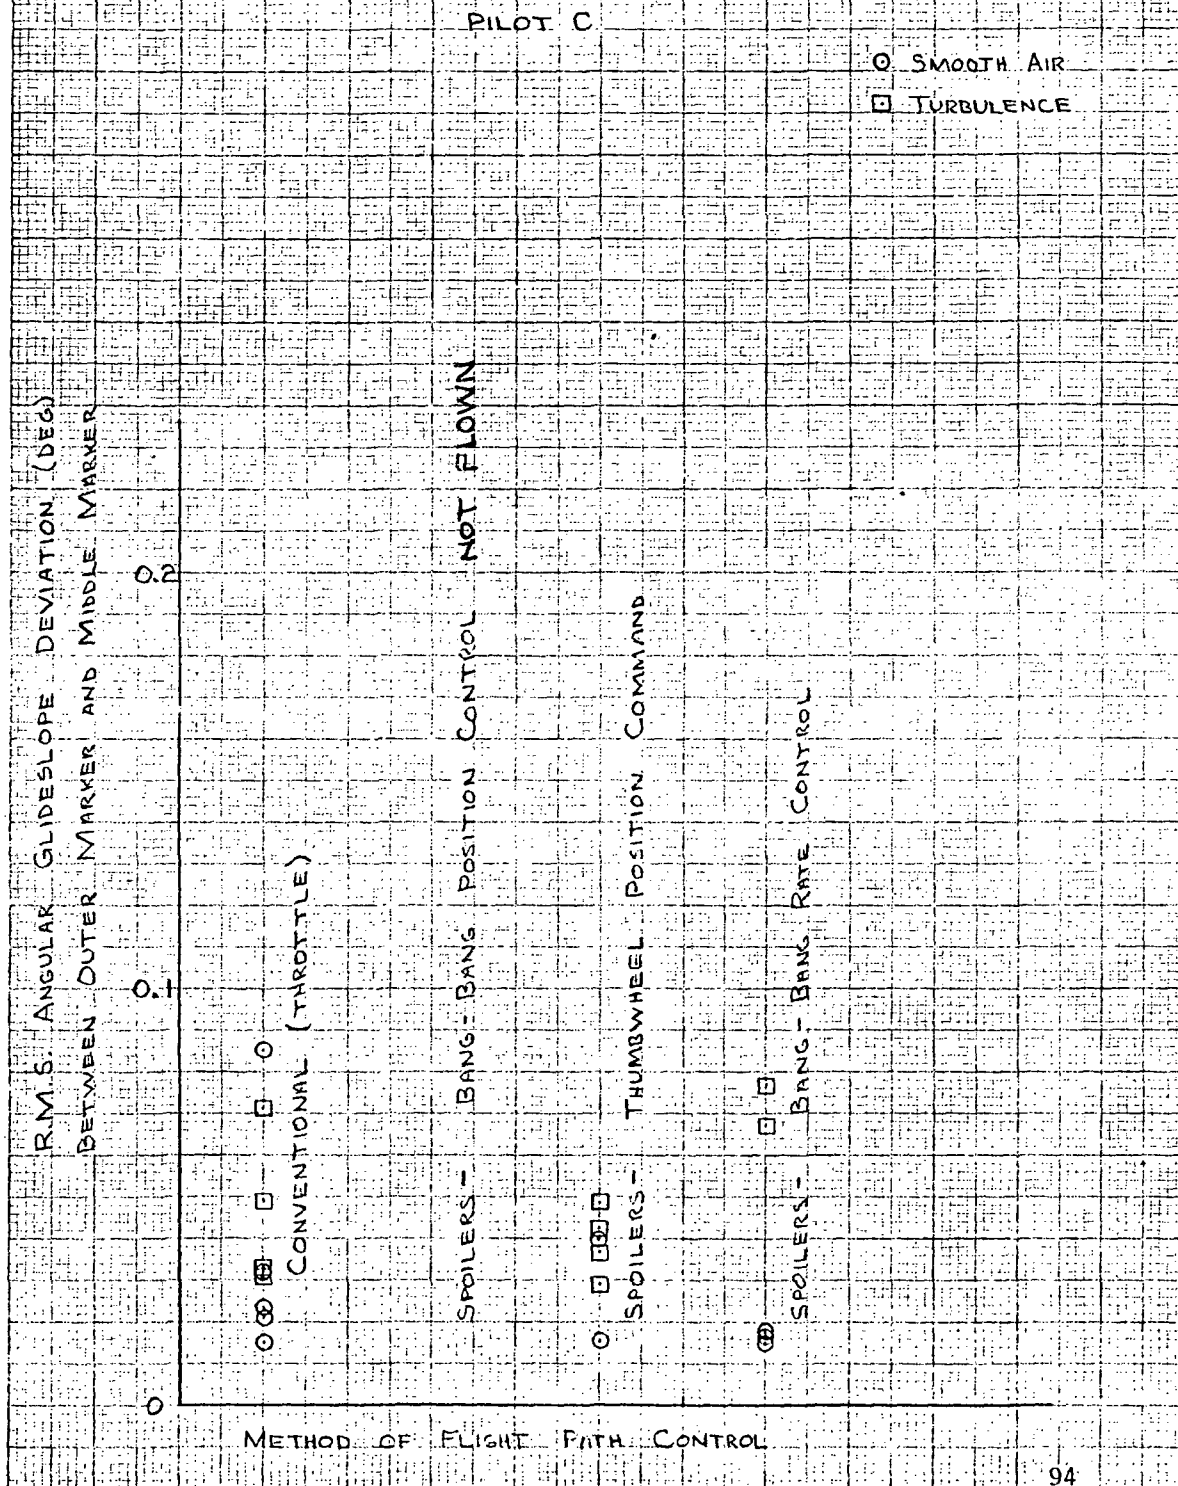 PILOT C
SMOOTH AIR
TURBULENCE
R.M.S. ANGULAR GLIDESLOPE DEVIATION (DEG)
BETWEEN OUTER MARKER AND MIDDLE MARKER
0.2
0.1
0
CONVENTIONAL (THROTTLE)
SPOILERS- BANG-BANG POSITION CONTROL NOT FLOWN
SPOILERS- THUMBWHEEL POSITION COMMAND
SPOILERS- BANG-BANG RATE CONTROL
METHOD OF FLIGHT PATH CONTROL
94